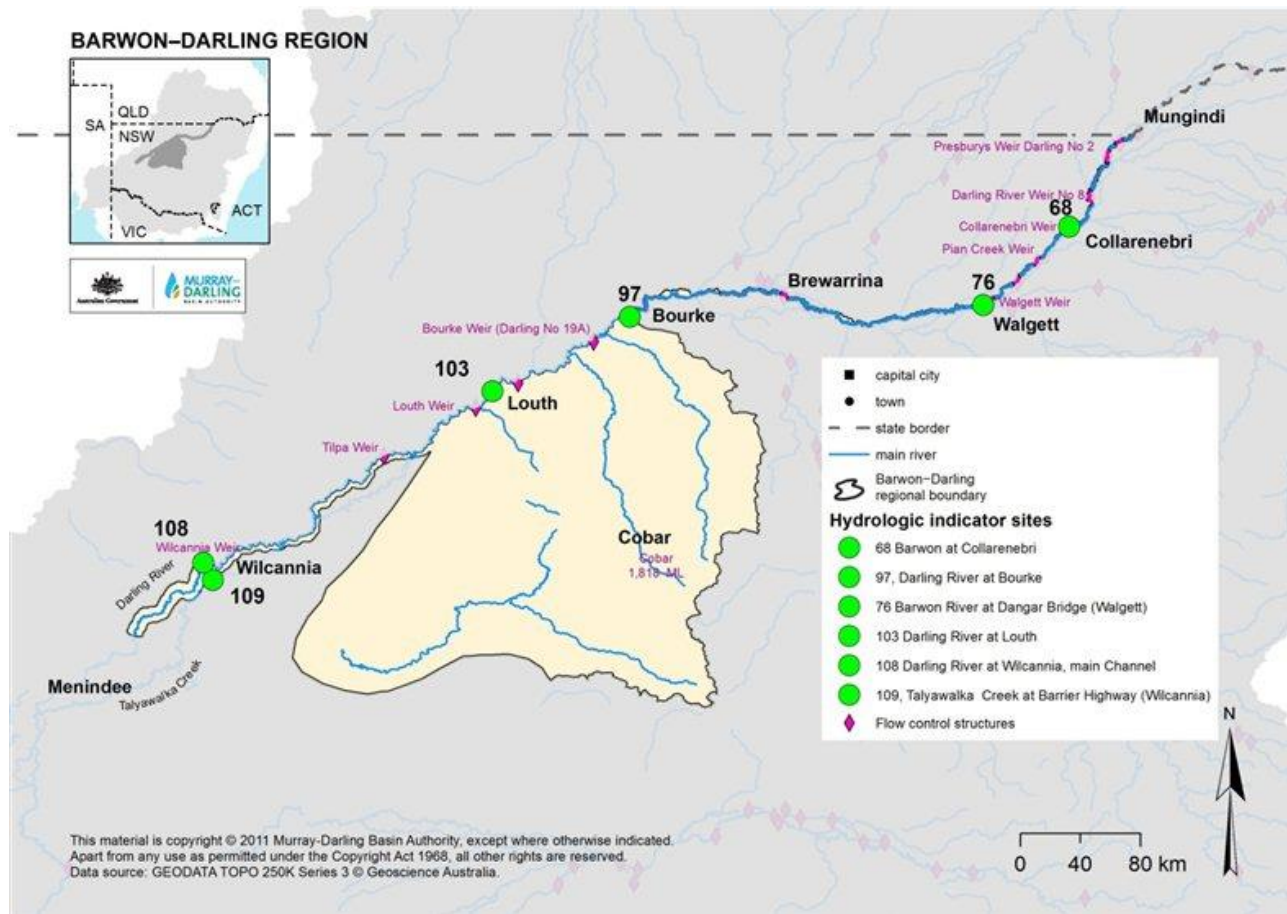 BARWON–DARLING REGION
QLD
SA
NSW
ACT
VIC
Australian Government
MURRAY–
DARLING
BASIN AUTHORITY
Mungindi
Presburys Weir Darling No 2
Darling River Weir No 8
68
Collarenebri Weir
Collarenebri
Pian Creek Weir
76
Brewarrina
97
Walgett Weir
Walgett
Bourke
Bourke Weir (Darling No 19A)
103
Louth
Louth Weir
Tilpa Weir
108
Wilcannia Weir
Wilcannia
Darling River
109
Cobar
Cobar
1,818 ML
Menindee
Talyawalka Creek
capital city
town
state border
main river
Barwon–Darling
regional boundary
Hydrologic indicator sites
68 Barwon at Collarenebri
97, Darling River at Bourke
76 Barwon River at Dangar Bridge (Walgett)
103 Darling River at Louth
108 Darling River at Wilcannia, main Channel
109, Talyawalka Creek at Barrier Highway (Wilcannia)
Flow control structures
N
0 40 80 km
This material is copyright © 2011 Murray-Darling Basin Authority, except where otherwise indicated.
Apart from any use as permitted under the Copyright Act 1968, all other rights are reserved.
Data source: GEODATA TOPO 250K Series 3 © Geoscience Australia.